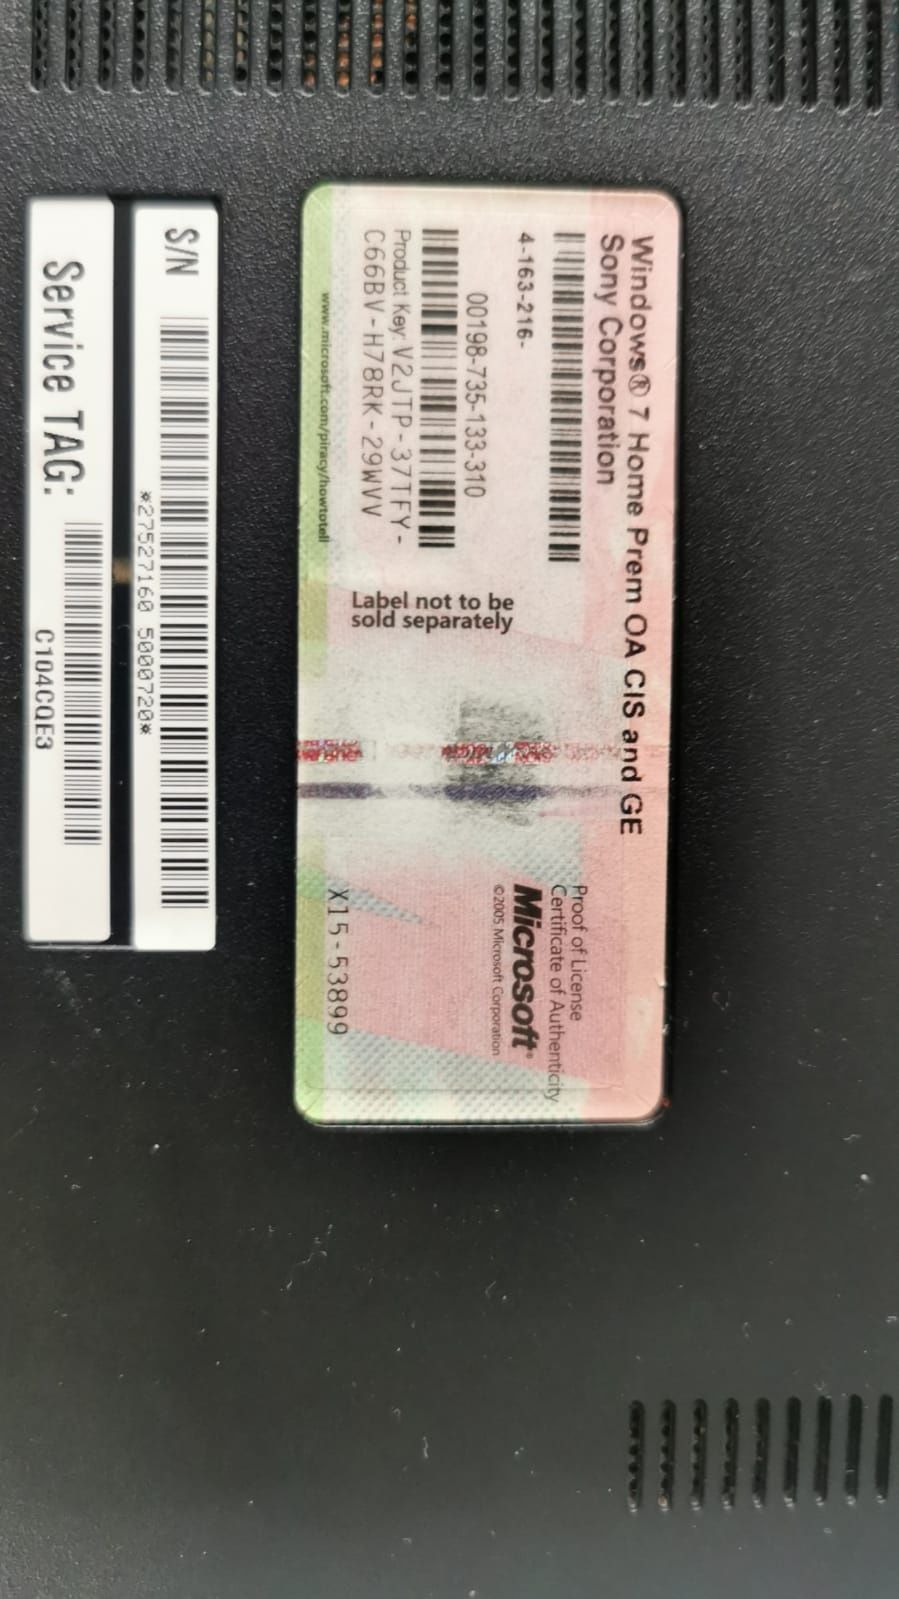 Windows® 7 Home Prem OA CIS and GE
Sony Corporation
4-163-216-
00198-735-133-310
Product Key: V2JTP-37TFY-
C66BV-H78RK-29WVV
www.microsoft.com/piracy/howtotell
Label not to be
sold separately
Proof of License
Certificate of Authenticity
Microsoft®
©2005 Microsoft Corporation
X15-53899
S/N
*27527160 5000720*
Service TAG:
C104CQE3